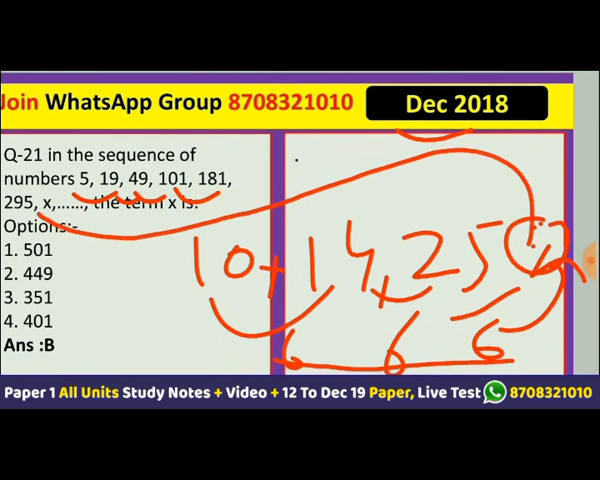 Join WhatsApp Group 8708321010
Dec 2018
Q-21 in the sequence of
numbers 5, 19, 49, 101, 181,
295, x,......, the term x is:
Options:-
1. 501
2. 449
3. 351
4. 401
Ans :B
10+14 25
6 6 6
Paper 1 All Units Study Notes + Video + 12 To Dec 19 Paper, Live Test 8708321010